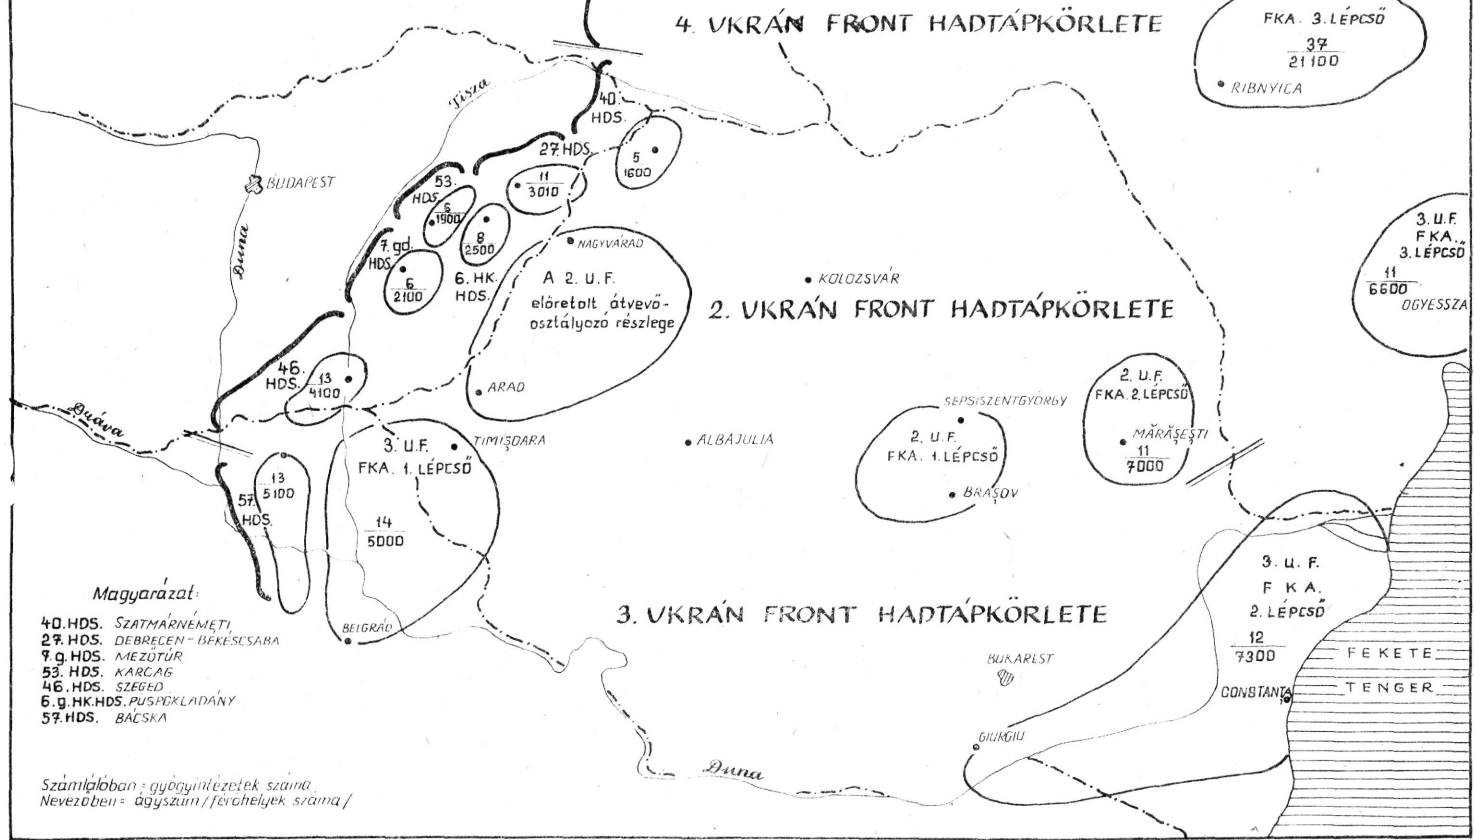 4. UKRÁN FRONT HADTÁPKÖRLETE
FKA. 3. LÉPCSŐ
37
21100
RIBNYICA
Tisza
40.
HDS.
27. HDS.
5
1600
BUDAPEST
Duna
53.
HDS.
11
3010
6
1900
8
2500
7. gd.
HDS.
6
2100
6. HK.
HDS.
NAGYVÁRAD
A 2. U.F.
előretolt átvevő-
osztályozó részlege
ARAD
KOLOZSVÁR
2. UKRÁN FRONT HADTÁPKÖRLETE
3. U.F.
FKA.
3. LÉPCSŐ
11
6600
OGYESSZA
46.
HDS.
13
4100
Dráva
2. U.F.
FKA. 2. LÉPCSŐ
MĂRĂŞEŞTI
11
7000
SEPSISZENTGYÖRGY
2. U.F.
FKA. 1. LÉPCSŐ
BRAŞOV
ALBAJULIA
3. U.F.
TIMIŞOARA
FKA. 1. LÉPCSŐ
14
5000
BELGRÁD
13
5100
57.
HDS.
3. UKRÁN FRONT HADTÁPKÖRLETE
3. U. F.
F K A.
2. LÉPCSŐ
12
7300
FEKETE
TENGER
CONSTANTA
BUKAREST
GIURGIU
Duna
Magyarázat:
40. HDS. SZATMÁRNÉMETI
27. HDS. DEBRECEN-BÉKÉSCSABA
7. g. HDS. MEZŐTÚR
53. HDS. KARCAG
46. HDS. SZEGED
6. g. HK. HDS. PÜSPÖKLADÁNY
57. HDS. BÁCSKA
Számlálóban = gyógyintézetek száma
Nevezőben = ágyszám /férőhelyek száma/